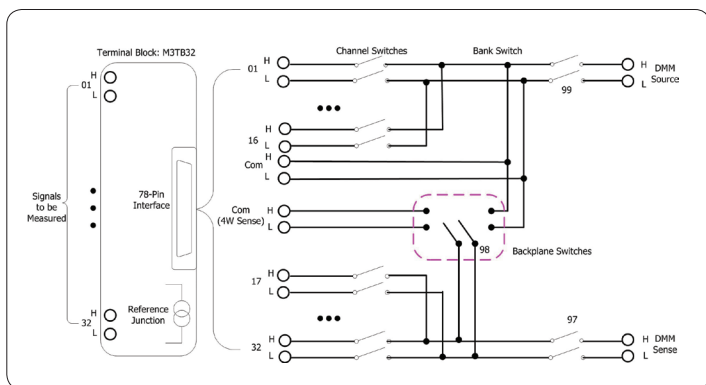 Terminal Block: M3TB32
H
01
L
Signals
to be
Measured
78-Pin
Interface
Reference
Junction
H
32
L
Channel Switches
Bank Switch
01
H
L
16
H
L
Com
H
L
Com
(4W Sense)
H
L
17
H
L
32
H
L
99
H
L
DMM
Source
98
Backplane Switches
97
H
L
DMM
Sense